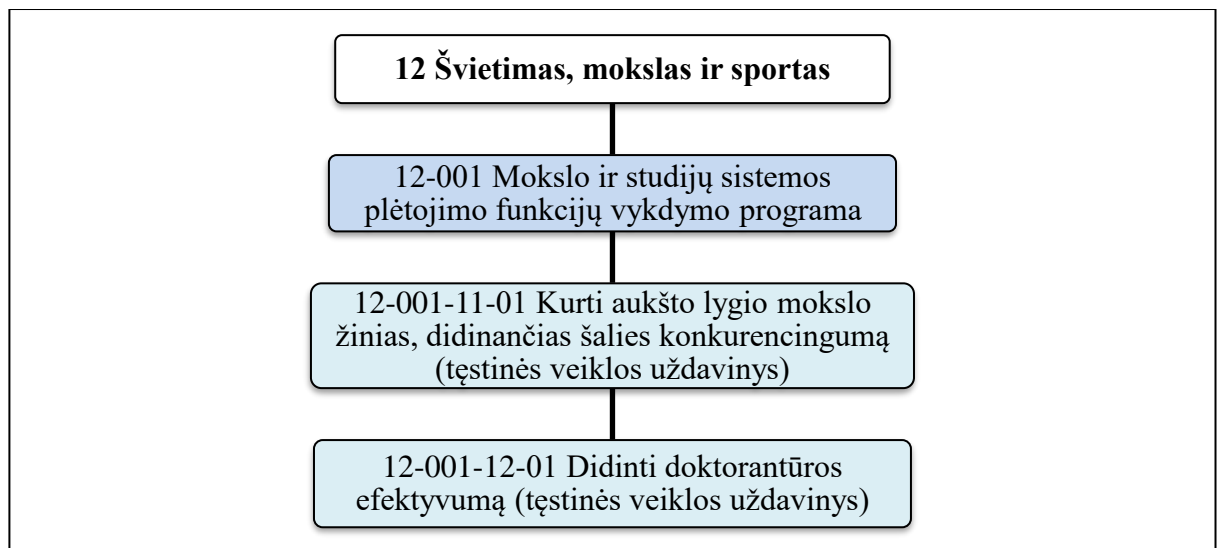 12 Švietimas, mokslas ir sportas
12-001 Mokslo ir studijų sistemos
plėtojimo funkcijų vykdymo programa
12-001-11-01 Kurti aukšto lygio mokslo
žinias, didinančias šalies konkurencingumą
(tęstinės veiklos uždavinys)
12-001-12-01 Didinti doktorantūros
efektyvumą (tęstinės veiklos uždavinys)